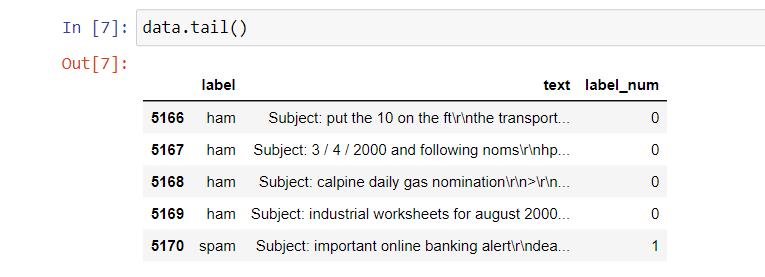 In [7]: data.tail()
Out[7]:
label text label_num
5166 ham Subject: put the 10 on the ft\r\nthe transport... 0
5167 ham Subject: 3 / 4 / 2000 and following noms\r\nhp... 0
5168 ham Subject: calpine daily gas nomination\r\n>\r\n... 0
5169 ham Subject: industrial worksheets for august 2000... 0
5170 spam Subject: important online banking alert\r\ndea... 1